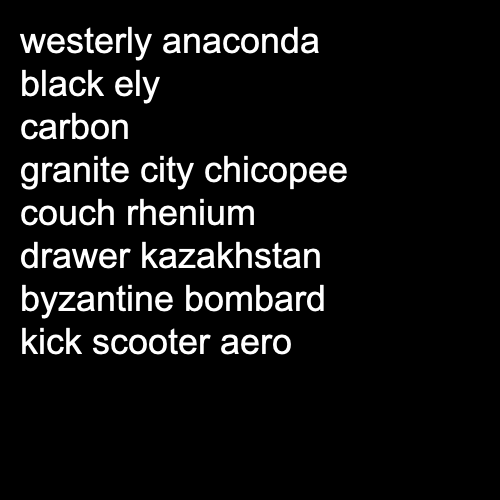 westerly anaconda
black ely
carbon
granite city chicopee
couch rhenium
drawer kazakhstan
byzantine bombard
kick scooter aero